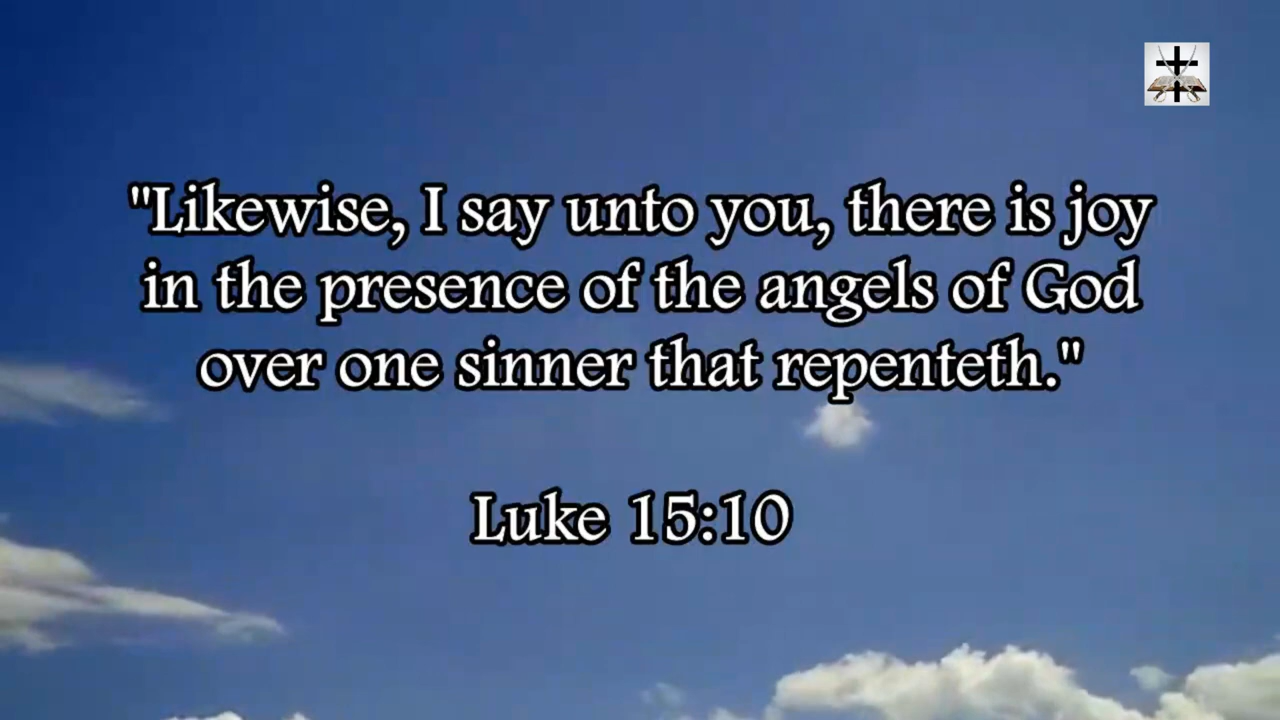 "Likewise, I say unto you, there is joy
in the presence of the angels of God
over one sinner that repenteth."
Luke 15:10